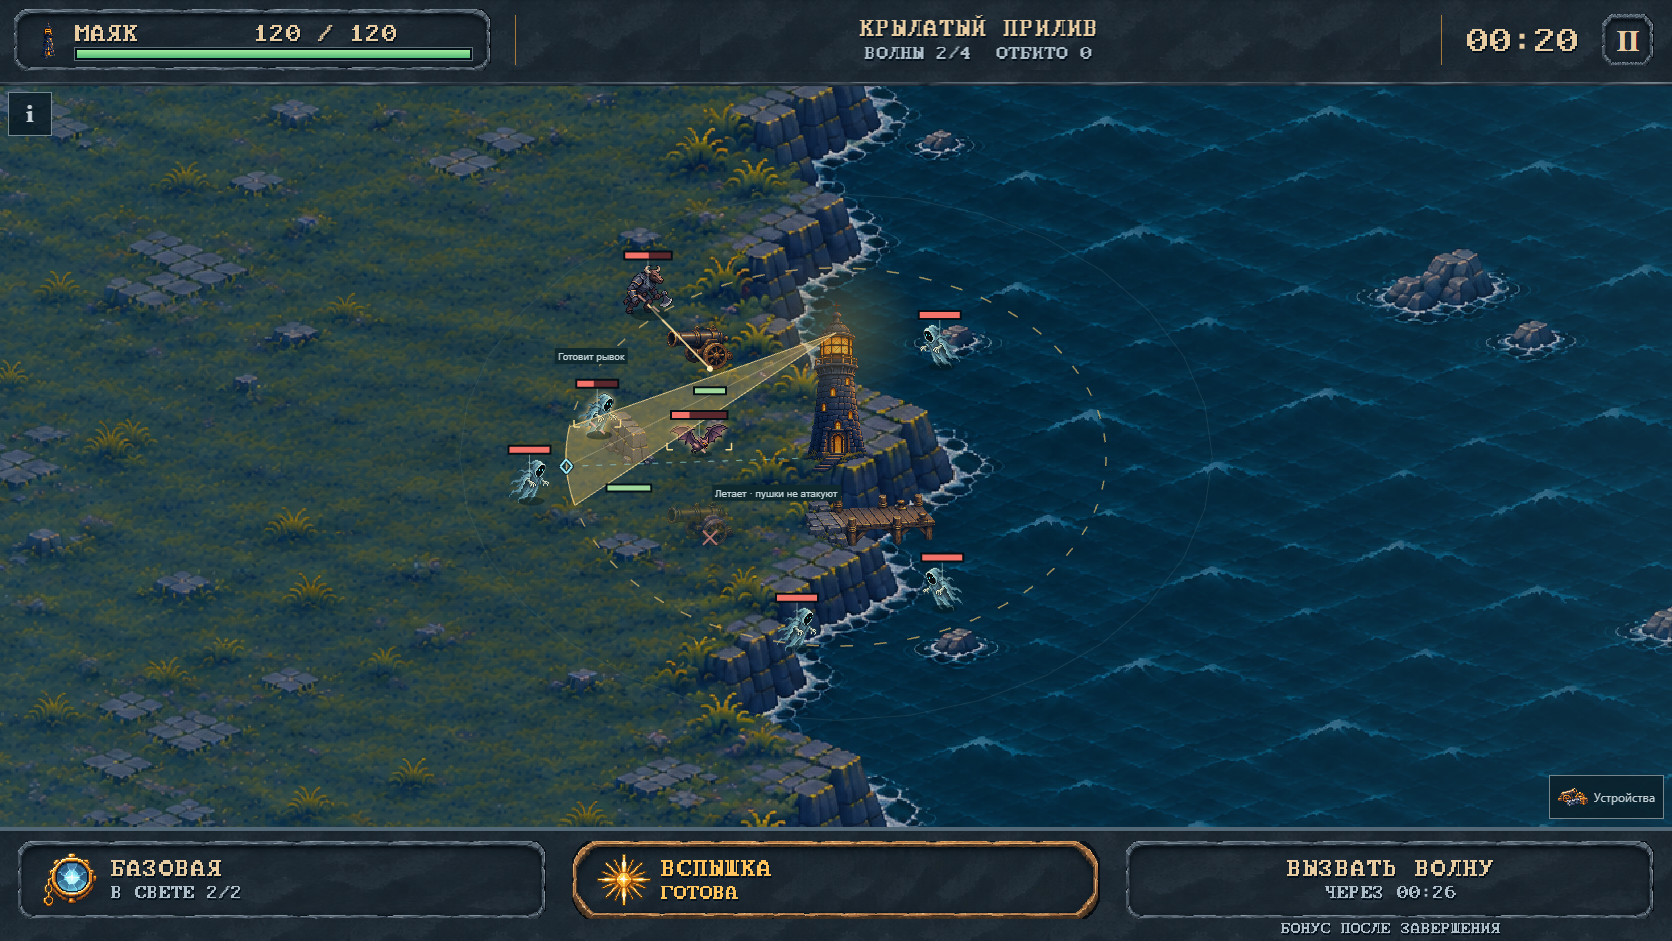 МАЯК 120 / 120
КРЫЛАТЫЙ ПРИЛИВ
ВОЛНЫ 2/4 ОТБИТО 0
00:20
II
i
Готовит рывок
Летает · пушки не атакуют
Устройства
БАЗОВАЯ
В СВЕТЕ 2/2
ВСПЫШКА
ГОТОВА
ВЫЗВАТЬ ВОЛНУ
ЧЕРЕЗ 00:26
БОНУС ПОСЛЕ ЗАВЕРШЕНИЯ